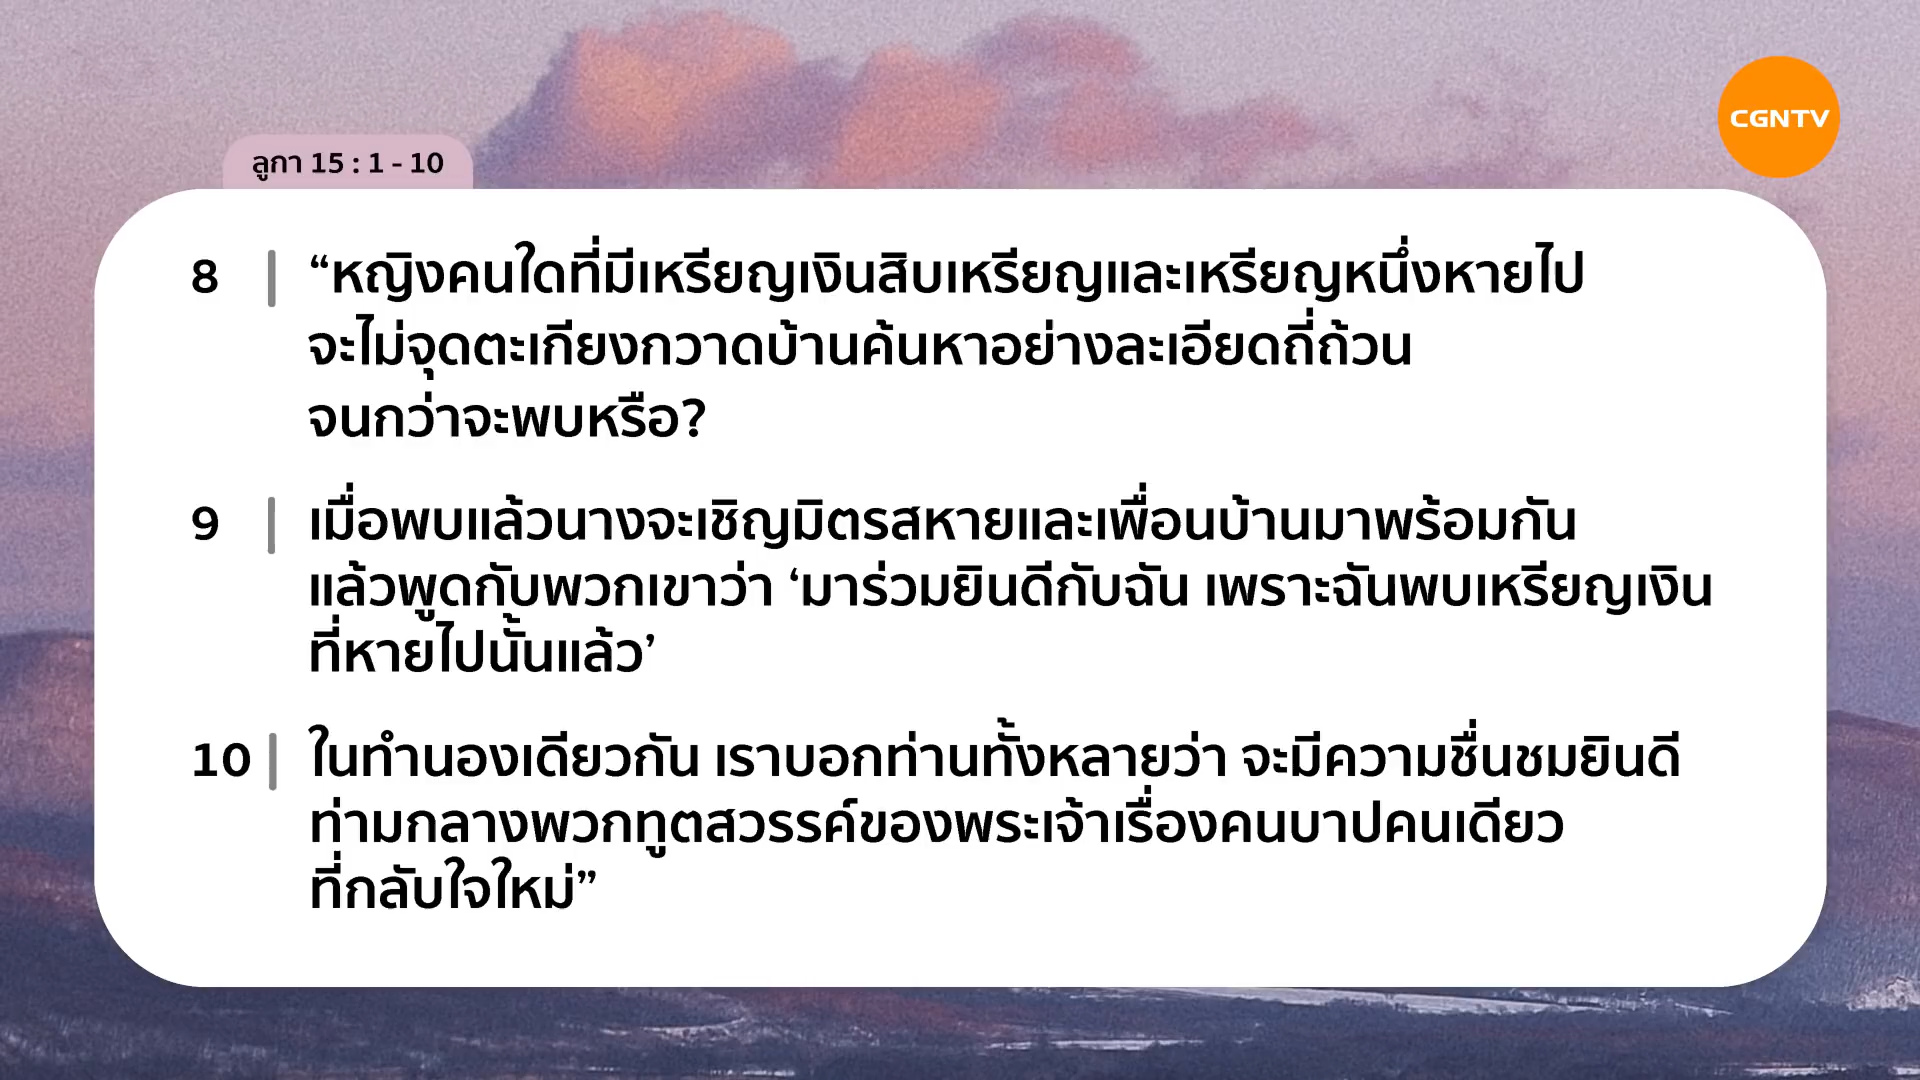 CGNTV
ลูกา 15 : 1 - 10
8 “หญิงคนใดที่มีเหรียญเงินสิบเหรียญและเหรียญหนึ่งหายไป
จะไม่จุดตะเกียงกวาดบ้านค้นหาอย่างละเอียดถี่ถ้วน
จนกว่าจะพบหรือ?
9 เมื่อพบแล้วนางจะเชิญมิตรสหายและเพื่อนบ้านมาพร้อมกัน
แล้วพูดกับพวกเขาว่า ‘มาร่วมยินดีกับฉัน เพราะฉันพบเหรียญเงิน
ที่หายไปนั้นแล้ว’
10 ในทำนองเดียวกัน เราบอกท่านทั้งหลายว่า จะมีความชื่นชมยินดี
ท่ามกลางพวกทูตสวรรค์ของพระเจ้าเรื่องคนบาปคนเดียว
ที่กลับใจใหม่”